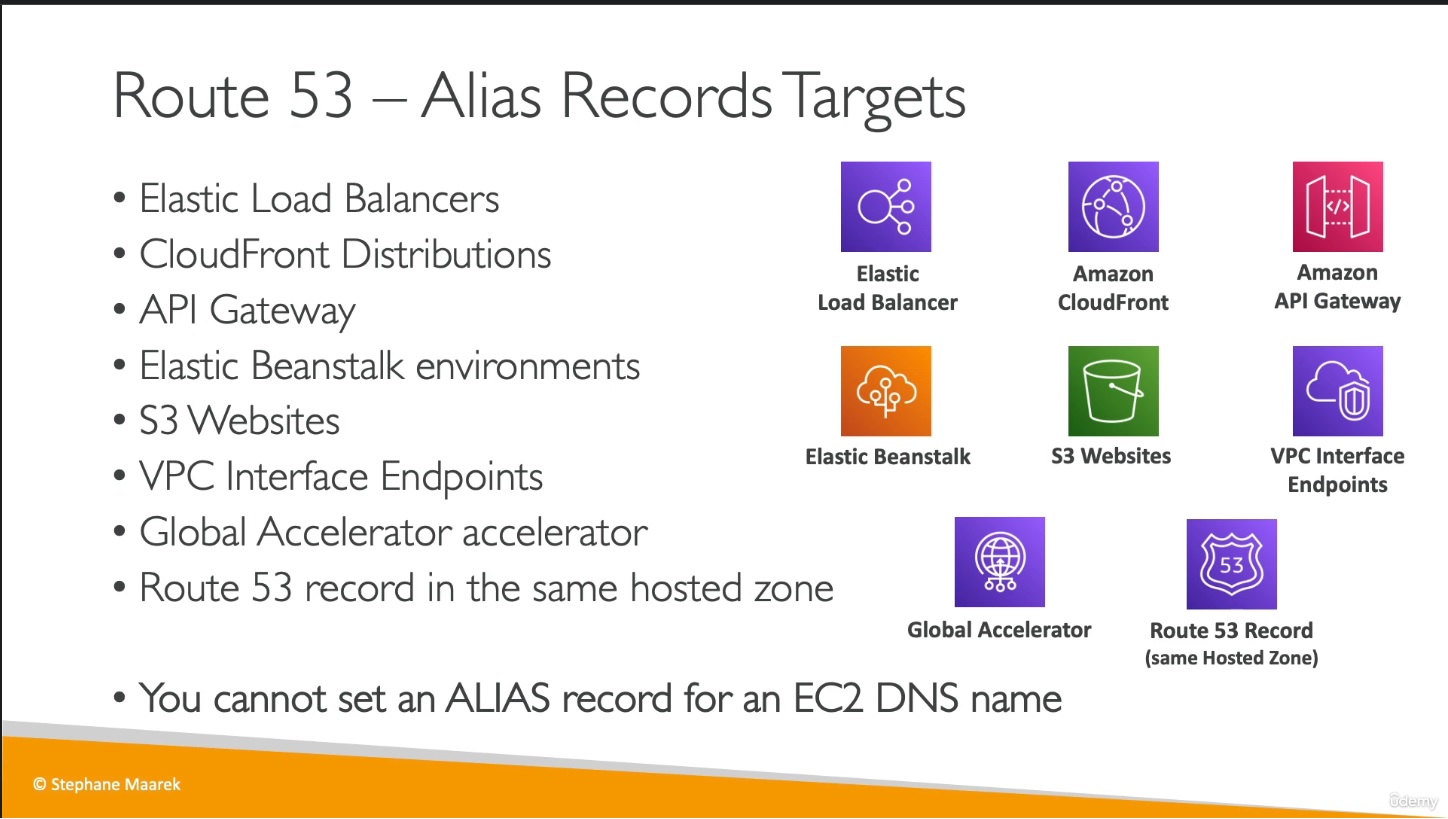 Route 53 – Alias Records Targets
• Elastic Load Balancers
• CloudFront Distributions
• API Gateway
• Elastic Beanstalk environments
• S3 Websites
• VPC Interface Endpoints
• Global Accelerator accelerator
• Route 53 record in the same hosted zone
• You cannot set an ALIAS record for an EC2 DNS name
Elastic
Load Balancer
Amazon
CloudFront
</>
Amazon
API Gateway
Elastic Beanstalk
S3 Websites
VPC Interface
Endpoints
Global Accelerator
53
Route 53 Record
(same Hosted Zone)
© Stephane Maarek
ûdemy